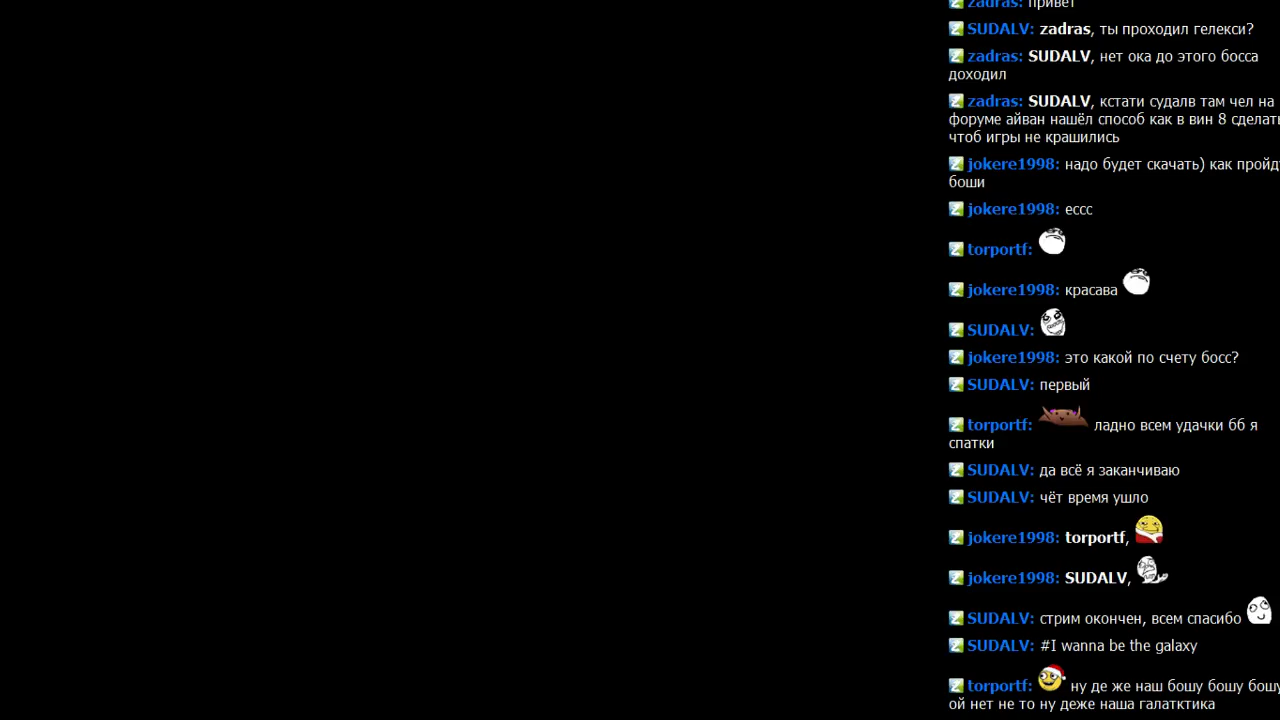 zadras: привет
SUDALV: zadras, ты проходил гелекси?
zadras: SUDALV, нет ока до этого босса
доходил
zadras: SUDALV, кстати судалв там чел на
форуме айван нашёл способ как в вин 8 сделать
чтоб игры не крашились
jokere1998: надо будет скачать) как пройду
боши
jokere1998: ессс
torportf:
jokere1998: красава
SUDALV:
jokere1998: это какой по счету босс?
SUDALV: первый
torportf: ладно всем удачки бб я
спатки
SUDALV: да всё я заканчиваю
SUDALV: чёт время ушло
jokere1998: torportf,
jokere1998: SUDALV,
SUDALV: стрим окончен, всем спасибо
SUDALV: #I wanna be the galaxy
torportf: ну де же наш бошу бошу бошу
ой нет не то ну деже наша галатктика